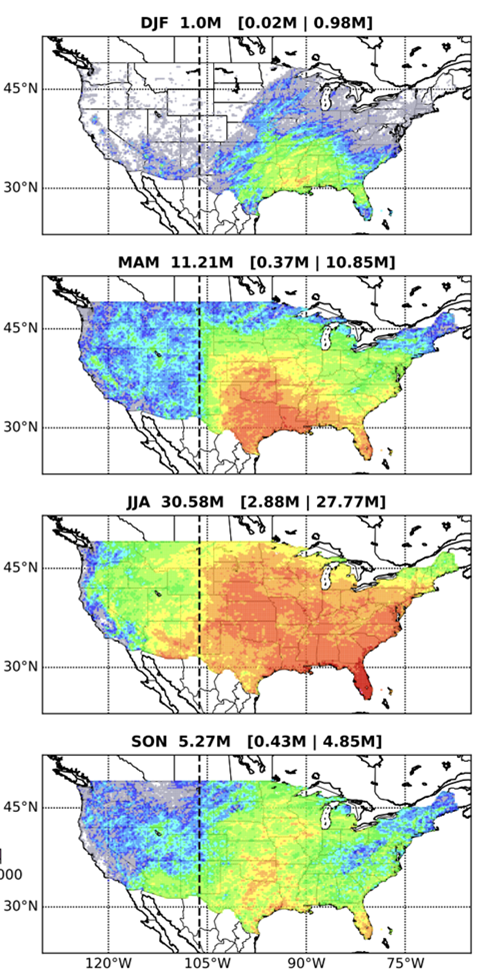 DJF 1.0M [0.02M | 0.98M]
45°N
30°N
MAM 11.21M [0.37M | 10.85M]
45°N
30°N
JJA 30.58M [2.88M | 27.77M]
45°N
30°N
SON 5.27M [0.43M | 4.85M]
45°N
]
000
30°N
120°W 105°W 90°W 75°W